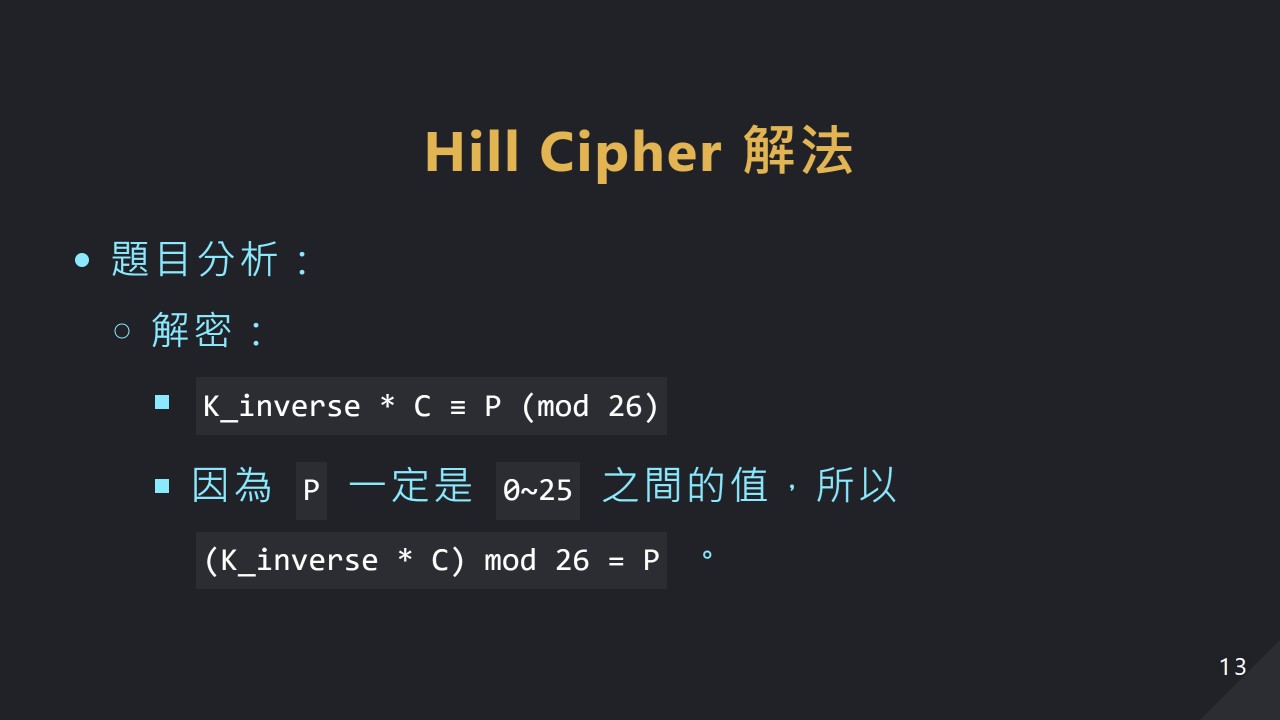 Hill Cipher 解法
• 題目分析：
○ 解密：
▪ K_inverse * C ≡ P (mod 26)
▪ 因為 P 一定是 0~25 之間的值，所以
(K_inverse * C) mod 26 = P 。
13